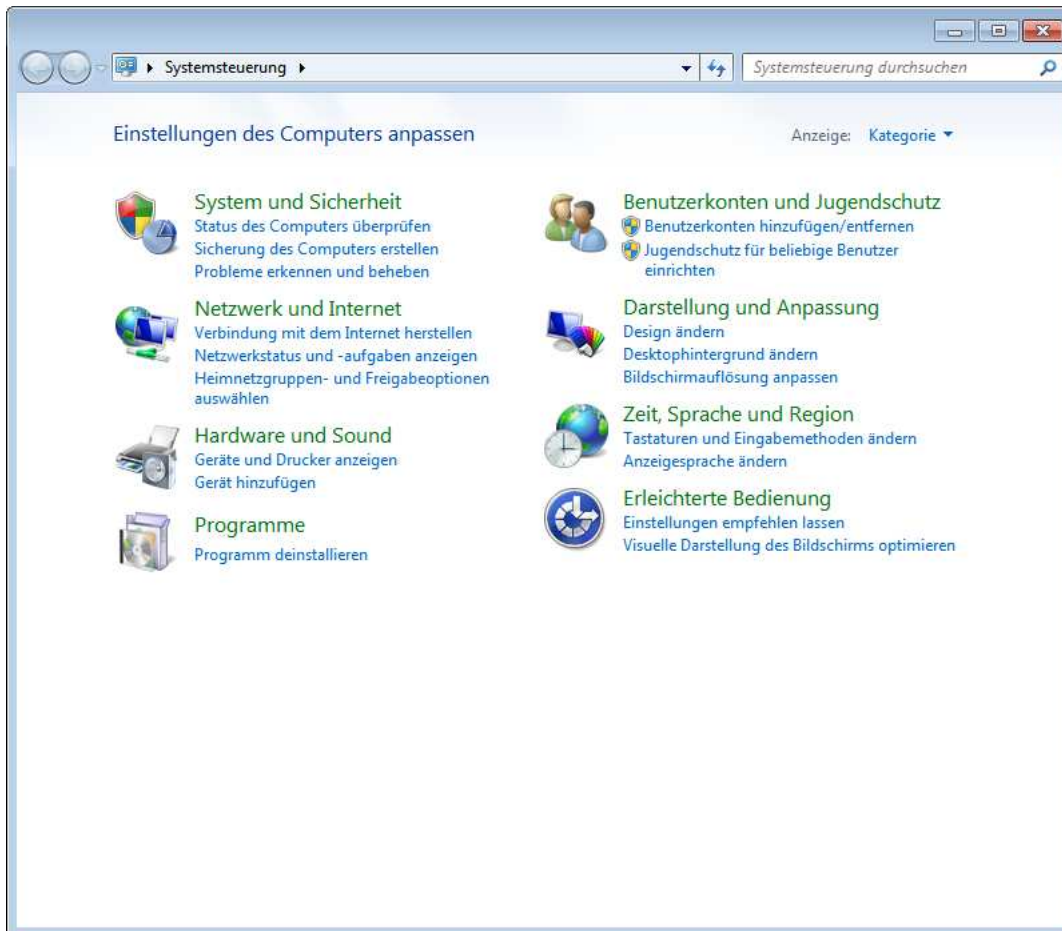 Systemsteuerung
Systemsteuerung durchsuchen
Einstellungen des Computers anpassen
Anzeige: Kategorie
System und Sicherheit
Status des Computers überprüfen
Sicherung des Computers erstellen
Probleme erkennen und beheben
Netzwerk und Internet
Verbindung mit dem Internet herstellen
Netzwerkstatus und -aufgaben anzeigen
Heimnetzgruppen- und Freigabeoptionen
auswählen
Hardware und Sound
Geräte und Drucker anzeigen
Gerät hinzufügen
Programme
Programm deinstallieren
Benutzerkonten und Jugendschutz
Benutzerkonten hinzufügen/entfernen
Jugendschutz für beliebige Benutzer
einrichten
Darstellung und Anpassung
Design ändern
Desktophintergrund ändern
Bildschirmauflösung anpassen
Zeit, Sprache und Region
Tastaturen und Eingabemethoden ändern
Anzeigesprache ändern
Erleichterte Bedienung
Einstellungen empfehlen lassen
Visuelle Darstellung des Bildschirms optimieren